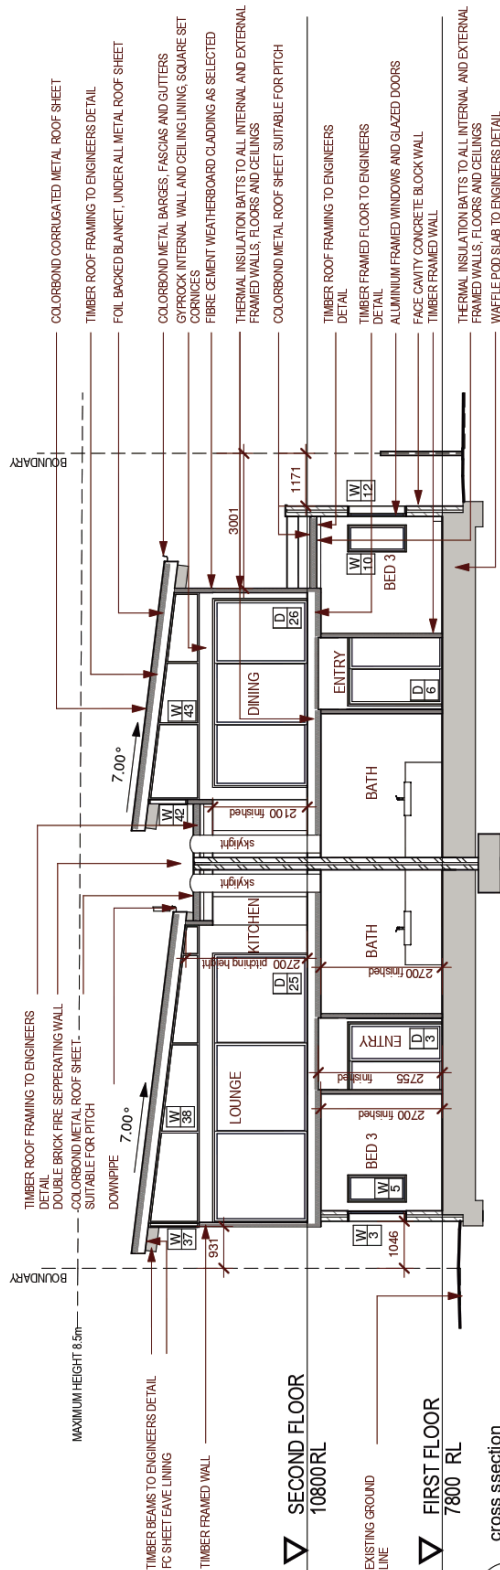 TIMBER ROOF FRAMING TO ENGINEERS
DETAIL
DOUBLE BRICK FIRE SEPPERATING WALL
COLORBOND METAL ROOF SHEET
SUITABLE FOR PITCH
DOWNPIPE
COLORBOND CORRUGATED METAL ROOF SHEET
TIMBER ROOF FRAMING TO ENGINEERS DETAIL
FOIL BACKED BLANKET, UNDER ALL METAL ROOF SHEET
COLORBOND METAL BARGES, FASCIAS AND GUTTERS
GYPROCK INTERNAL WALL AND CEILING LINING, SQUARE SET
CORNICES
FIBRE CEMENT WEATHERBOARD CLADDING AS SELECTED
THERMAL INSULATION BATTS TO ALL INTERNAL AND EXTERNAL
FRAMED WALLS, FLOORS AND CEILINGS
COLORBOND METAL ROOF SHEET SUITABLE FOR PITCH
TIMBER ROOF FRAMING TO ENGINEERS
DETAIL
TIMBER FRAMED FLOOR TO ENGINEERS
DETAIL
ALUMINIUM FRAMED WINDOWS AND GLAZED DOORS
FACE CAVITY CONCRETE BLOCK WALL
TIMBER FRAMED WALL
THERMAL INSULATION BATTS TO ALL INTERNAL AND EXTERNAL
FRAMED WALLS, FLOORS AND CEILINGS
WAFFLE POD SLAB TO ENGINEERS DETAIL
MAXIMUM HEIGHT 8.5m
BOUNDARY
BOUNDARY
TIMBER BEAMS TO ENGINEERS DETAIL
FC SHEET EAVE LINING
TIMBER FRAMED WALL
7.00°
7.00°
W
37
W
38
W
42
W
43
931
3001
1171
LOUNGE
D
25
2700 pitching height
KITCHEN
skylight
skylight
2100 finished
DINING
D
26
SECOND FLOOR
10800 RL
EXISTING GROUND
LINE
1046
W
3
W
5
BED 3
2700 finished
2755 finished
ENTRY
D
3
BATH
2700 finished
BATH
ENTRY
D
6
BED 3
W
10
W
12
FIRST FLOOR
7800 RL
cross ssection